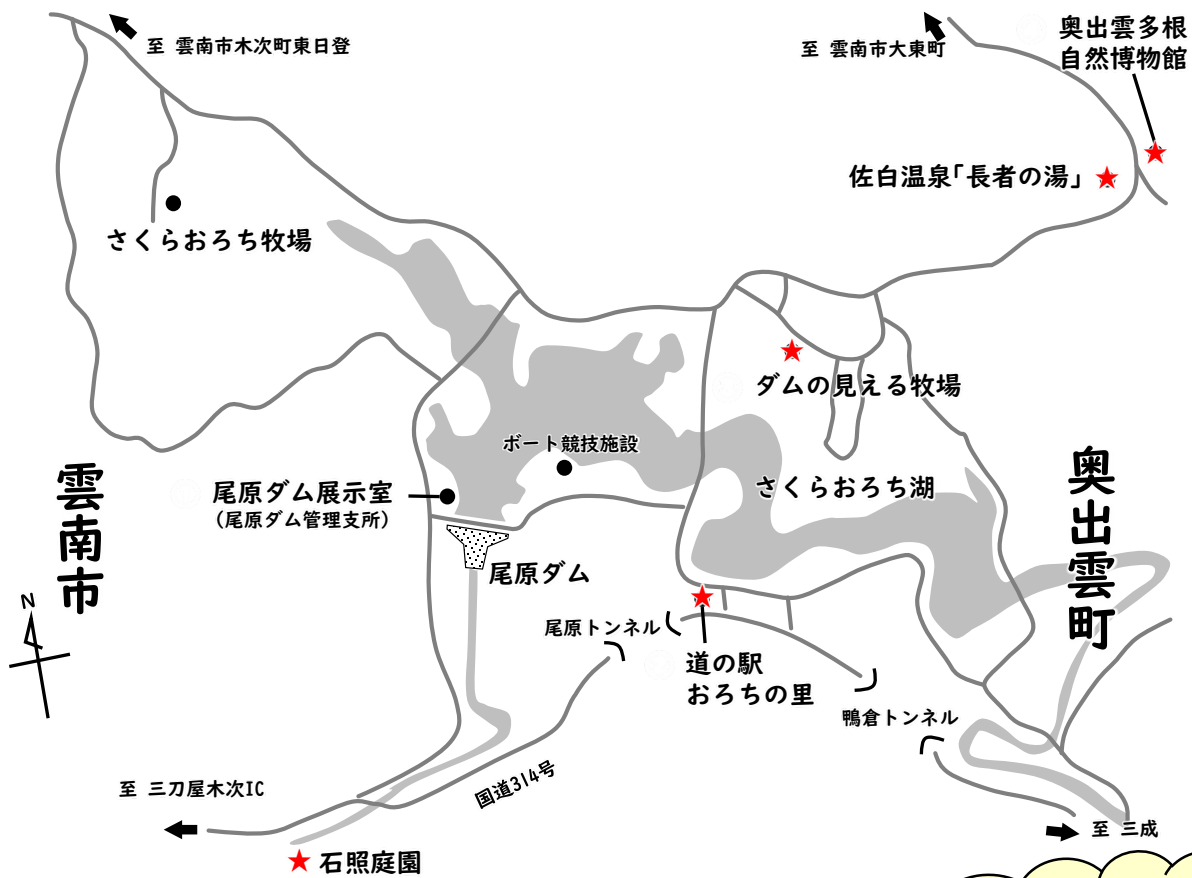 至 雲南市木次町東日登
至 雲南市大東町
奥出雲多根
自然博物館
佐白温泉「長者の湯」
さくらおろち牧場
ダムの見える牧場
ボート競技施設
さくらおろち湖
尾原ダム展示室
(尾原ダム管理支所)
雲南市
奥出雲町
尾原ダム
N
尾原トンネル
道の駅
おろちの里
鴨倉トンネル
至 三刀屋木次IC
国道314号
至 三成
石照庭園